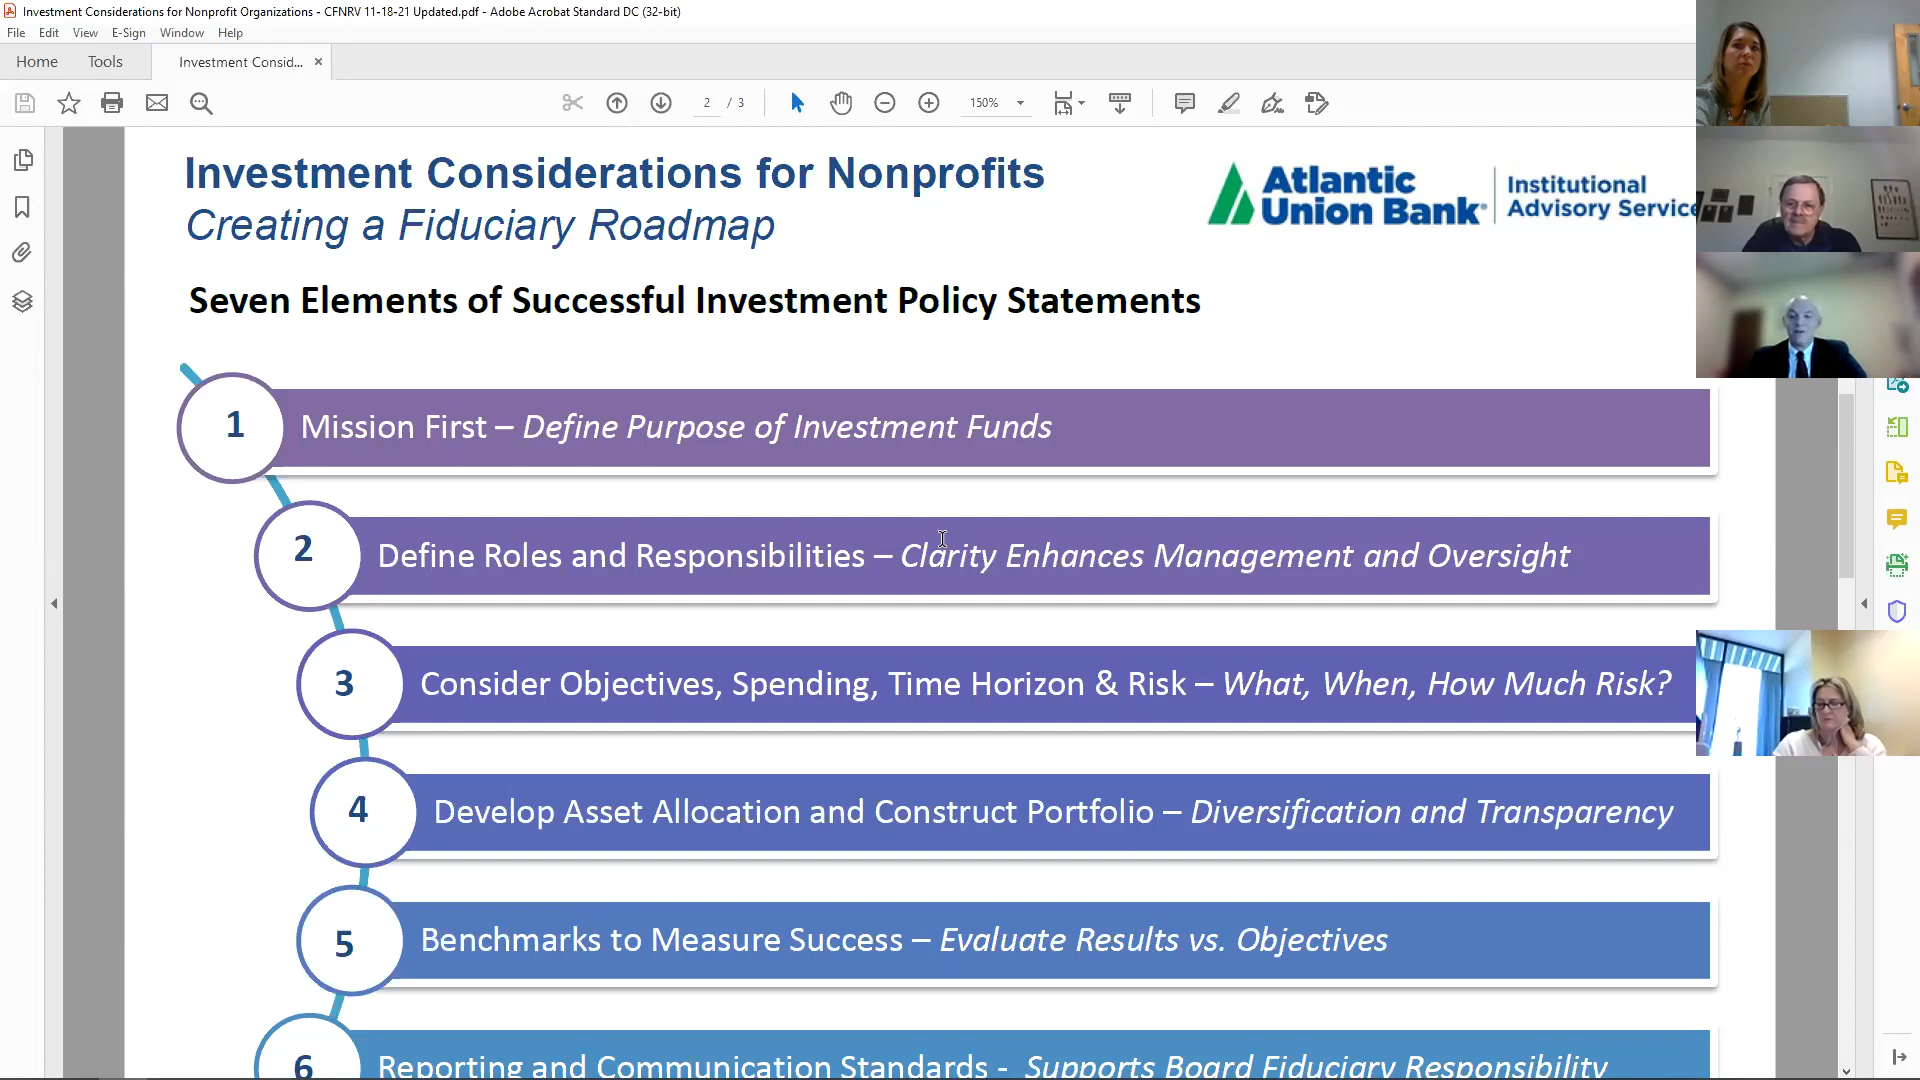 Investment Considerations for Nonprofit Organizations - CFNRV 11-18-21 Updated.pdf - Adobe Acrobat Standard DC (32-bit)
File Edit View E-Sign Window Help
Home Tools Investment Consid... ×
2 / 3 150%
Investment Considerations for Nonprofits
Creating a Fiduciary Roadmap
Atlantic Union Bank
Institutional Advisory Service
Seven Elements of Successful Investment Policy Statements
1 Mission First – Define Purpose of Investment Funds
2 Define Roles and Responsibilities – Clarity Enhances Management and Oversight
3 Consider Objectives, Spending, Time Horizon & Risk – What, When, How Much Risk?
4 Develop Asset Allocation and Construct Portfolio – Diversification and Transparency
5 Benchmarks to Measure Success – Evaluate Results vs. Objectives
6 Reporting and Communication Standards - Supports Board Fiduciary Responsibility